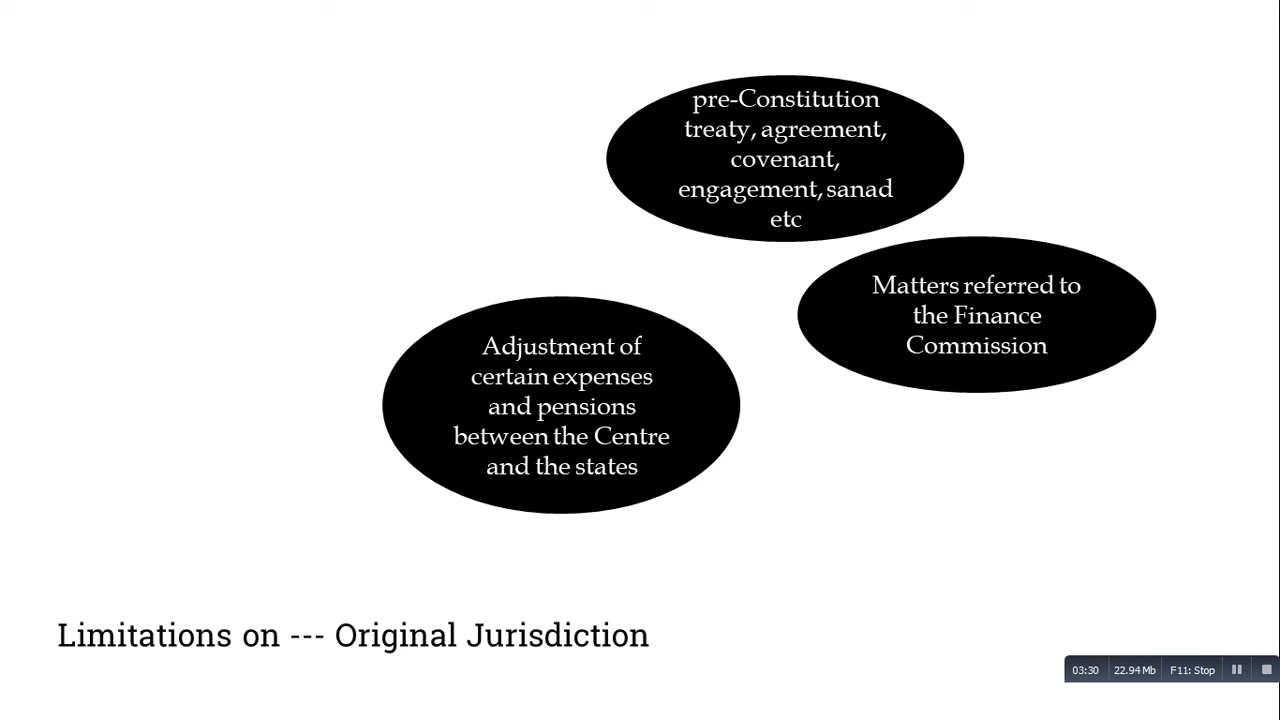 pre-Constitution
treaty, agreement,
covenant,
engagement, sanad
etc
Matters referred to
the Finance
Commission
Adjustment of
certain expenses
and pensions
between the Centre
and the states
Limitations on --- Original Jurisdiction
03:30 22.94 Mb F11: Stop